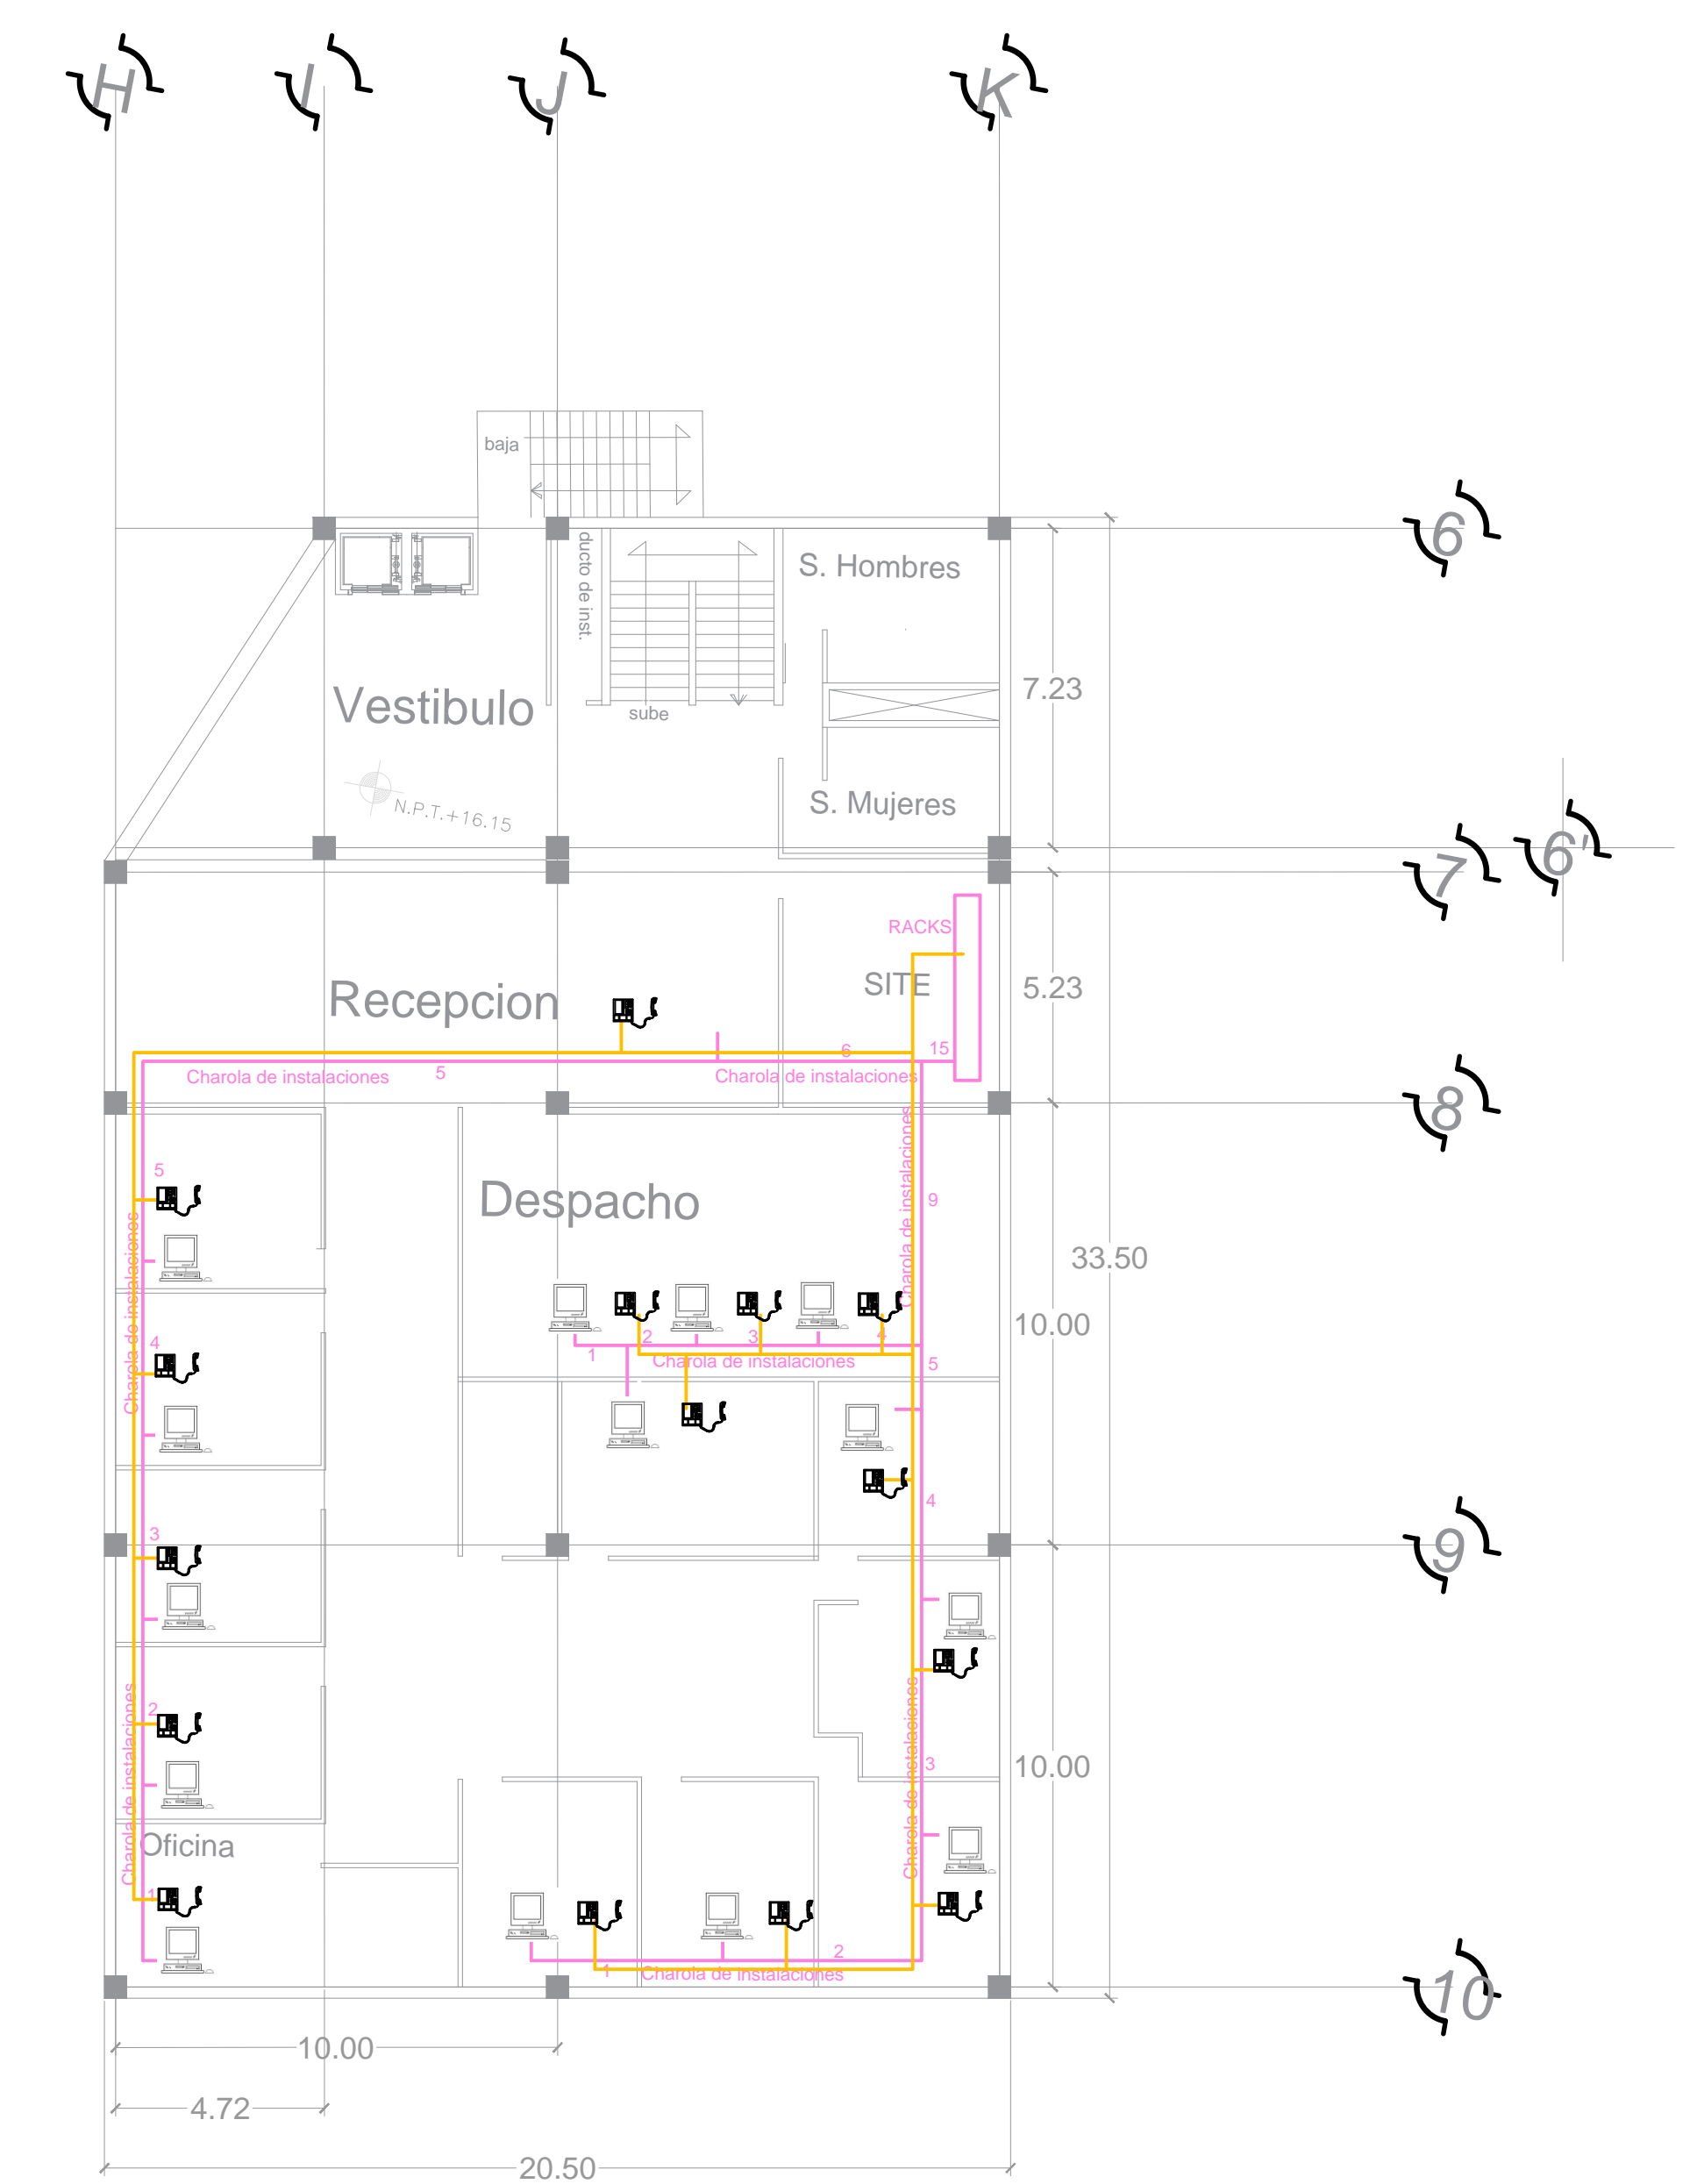 H
I
J
K
baja
6
ducto de inst.
S. Hombres
Vestibulo
7.23
sube
N.P.T.+16.15
S. Mujeres
6'
7
RACKS
SITE
5.23
Recepcion
6
15
Charola de instalaciones
5
Charola de instalaciones
8
Charola de instalaciones
5
Despacho
9
33.50
Charola de instalaciones
10.00
4
2
3
4
1
Charola de instalaciones
5
4
3
9
2
Charola de instalaciones
Charola de instalaciones
3
10.00
Oficina
1
2
1
Charola de instalaciones
10
10.00
4.72
20.50